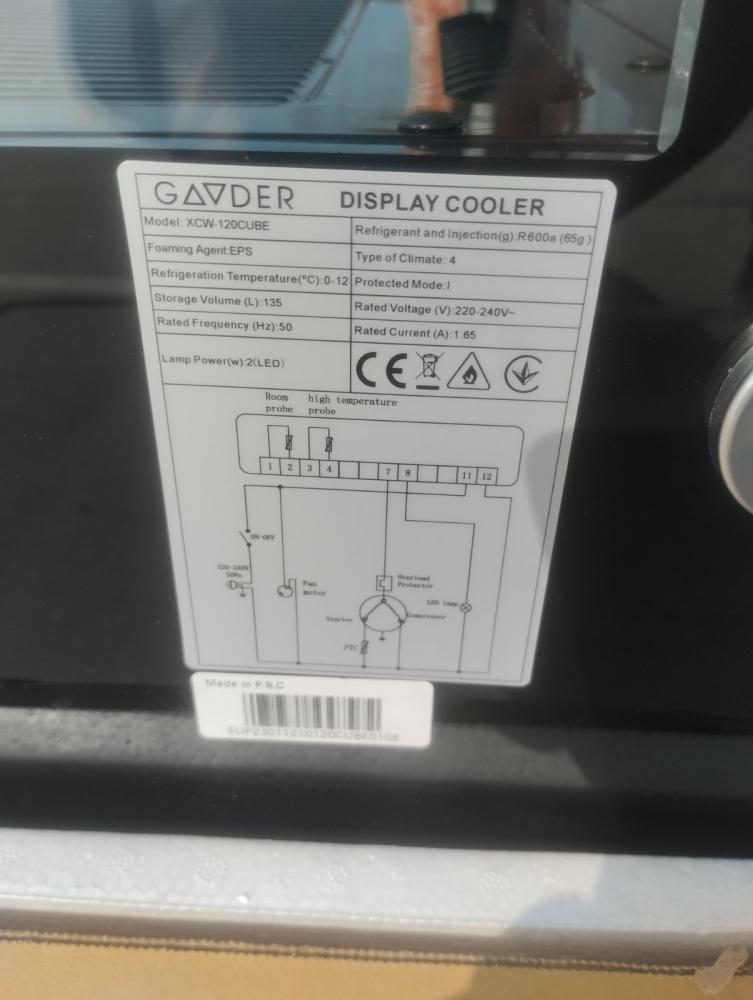 GAVDER DISPLAY COOLER
Model: XCW-120CUBE
Refrigerant and Injection(g):R600a (65g)
Foaming Agent:EPS
Type of Climate: 4
Refrigeration Temperature(°C):0-12
Protected Mode:I
Storage Volume (L):135
Rated Voltage (V):220-240V~
Rated Frequency (Hz):50
Rated Current (A):1.65
Lamp Power(w):2(LED)
CE
Room probe
high temperature probe
1 2 3 4 7 8 11 12
ON-OFF
220-240V
50Hz
Fan motor
Overload Protector
LED lamp
Starter
Compressor
PTC
Made in P.R.C
SUP23011210120CUBE0108